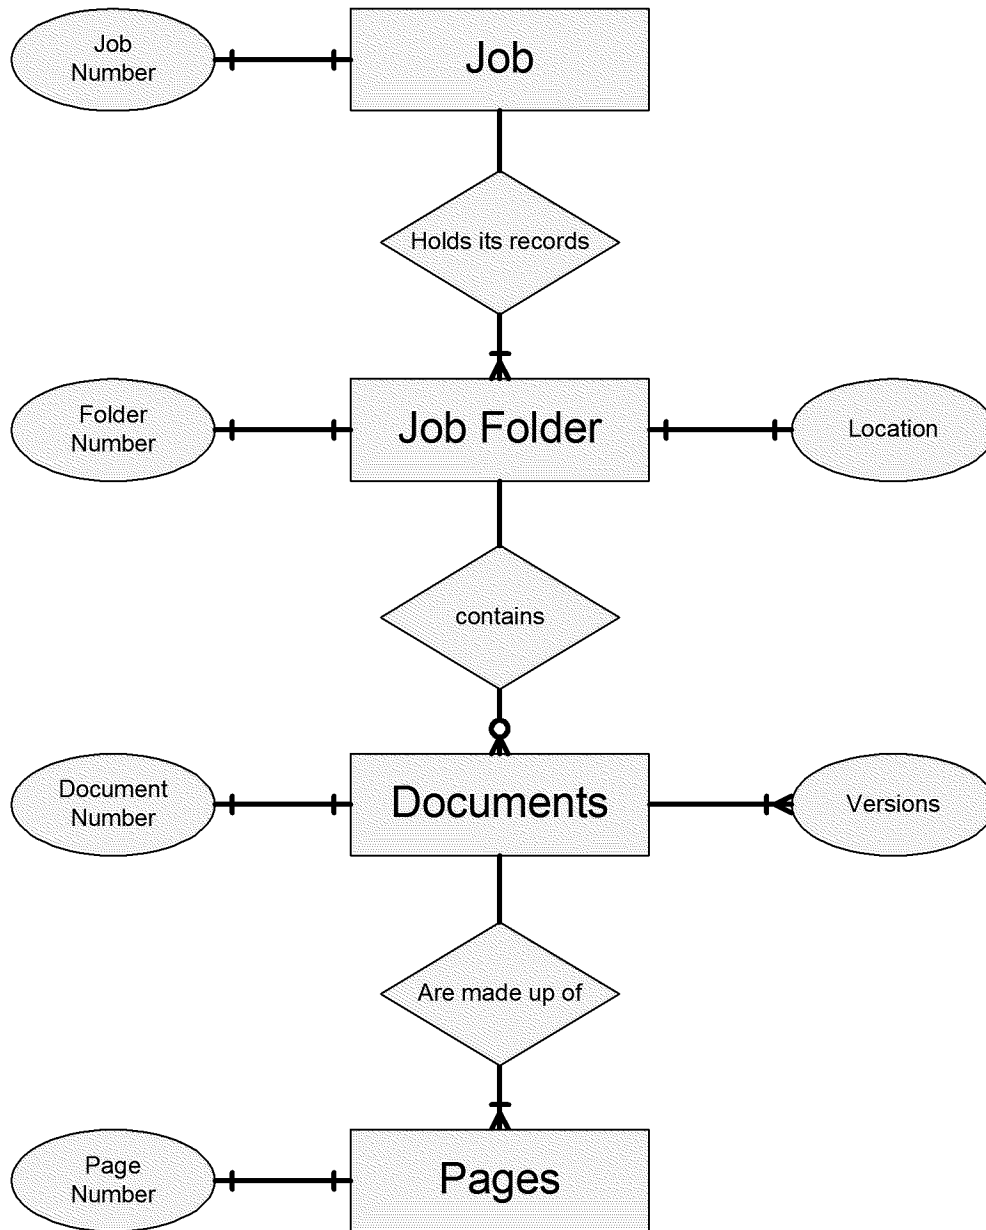 Job
Number
Job
Holds its records
Folder
Number
Job Folder
Location
contains
Document
Number
Documents
Versions
Are made up of
Page
Number
Pages